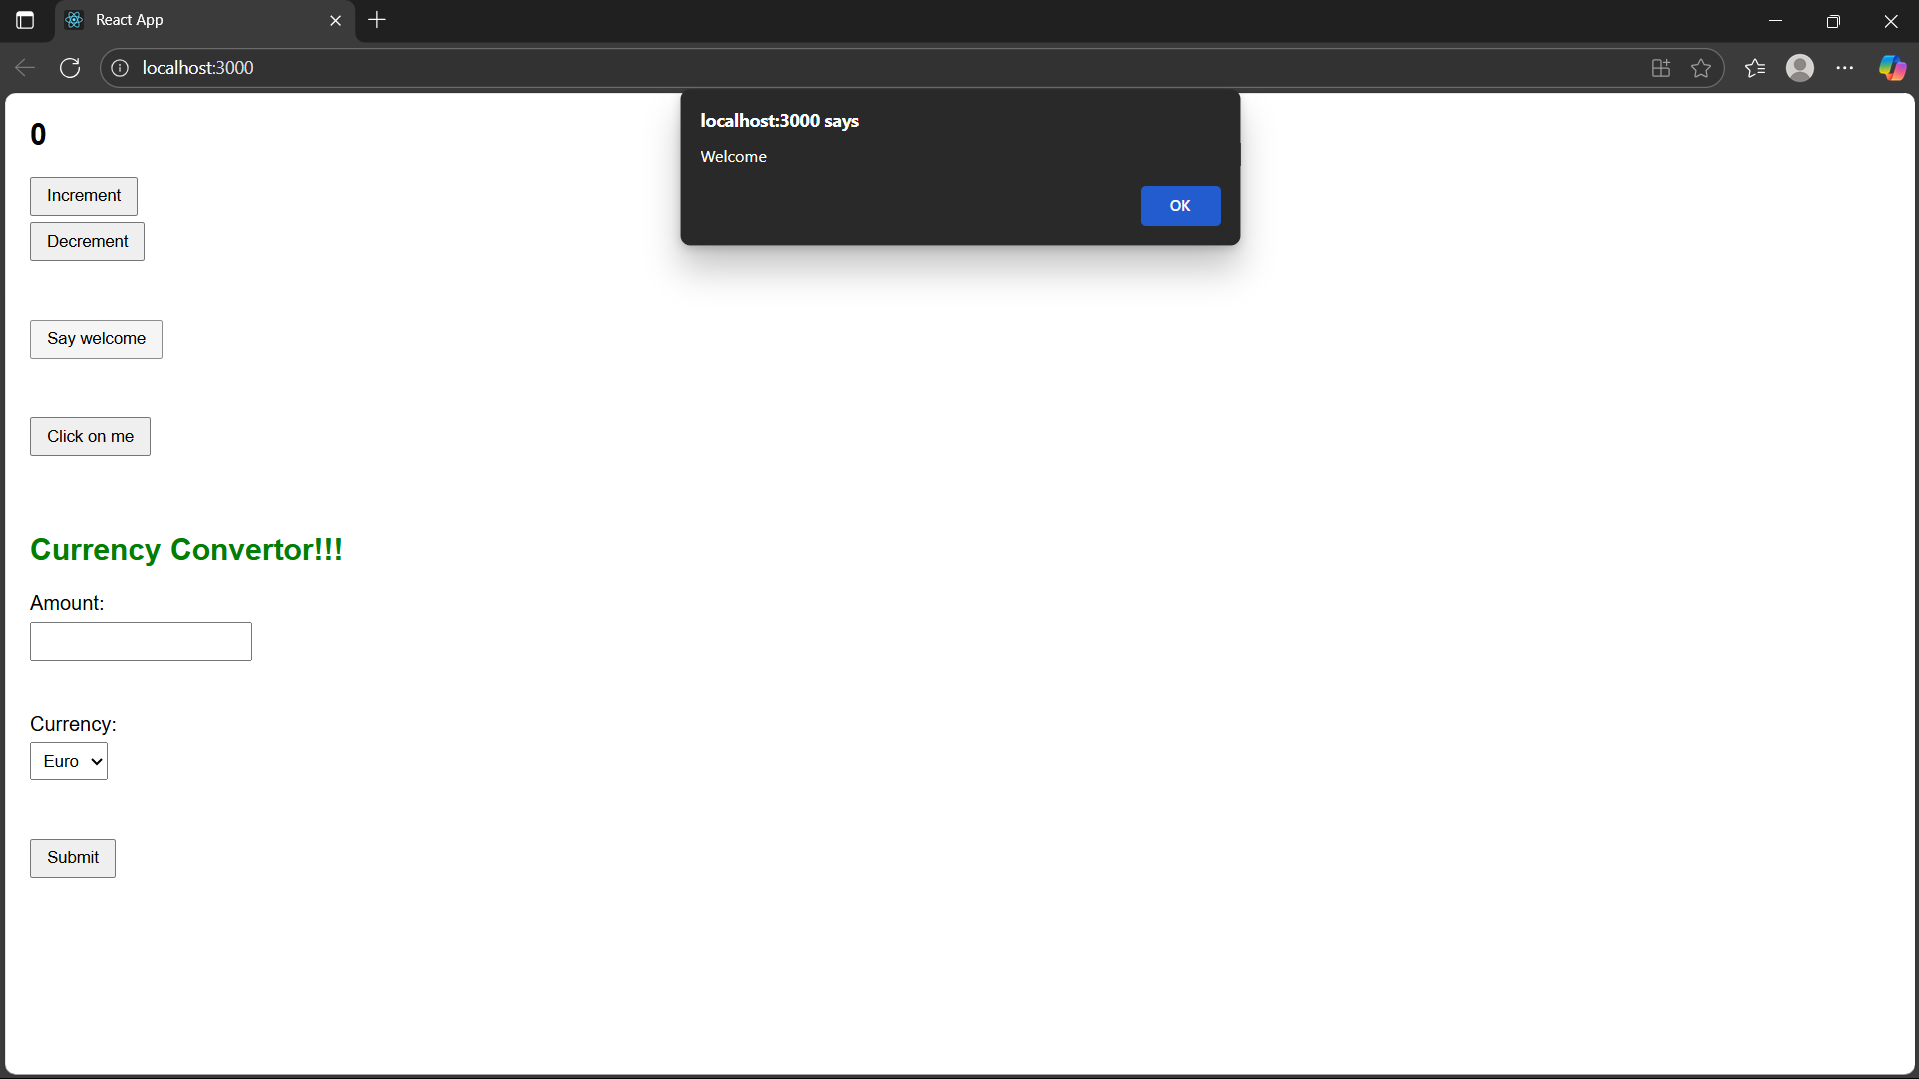 React App
localhost:3000
localhost:3000 says
Welcome
OK
0
Increment
Decrement
Say welcome
Click on me
Currency Convertor!!!
Amount:
Currency:
Euro
Submit